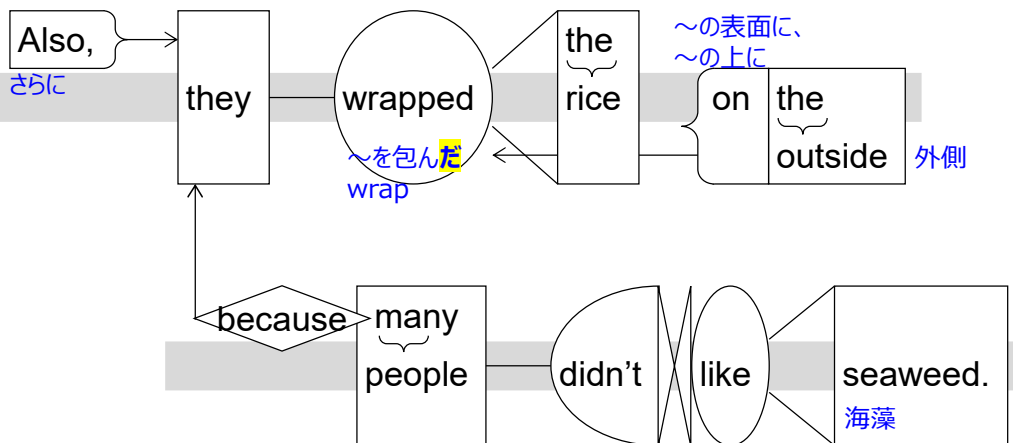 Also,
さらに
they
wrapped
～を包んだ
wrap
the
rice
～の表面に、
～の上に
on
the
outside
外側
because
many
people
didn't
like
seaweed.
海藻